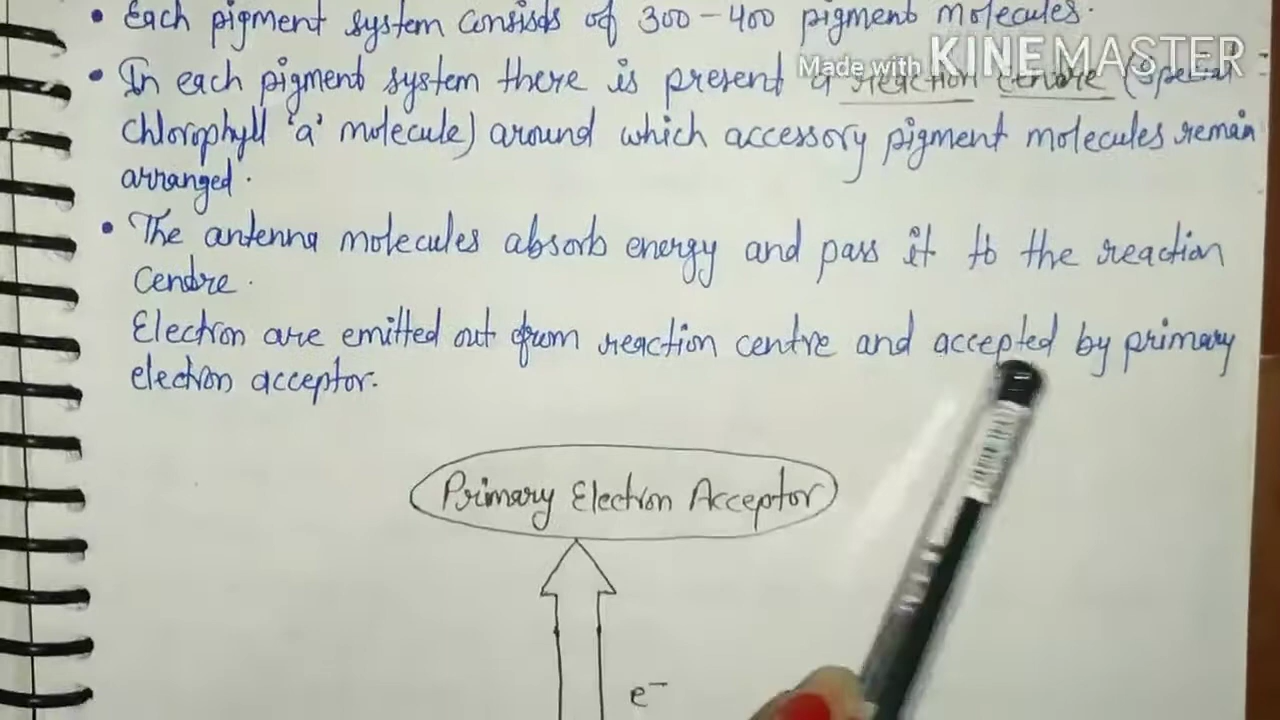 • Each pigment system consists of 300-400 pigment molecules.
Made with KINEMASTER
• In each pigment system there is present a reaction centre (special
chlorophyll 'a' molecule) around which accessory pigment molecules remain
arranged.
• The antenna molecules absorb energy and pass it to the reaction
centre.
Electron are emitted out from reaction centre and accepted by primary
electron acceptor.
Primary Electron Acceptor
e⁻